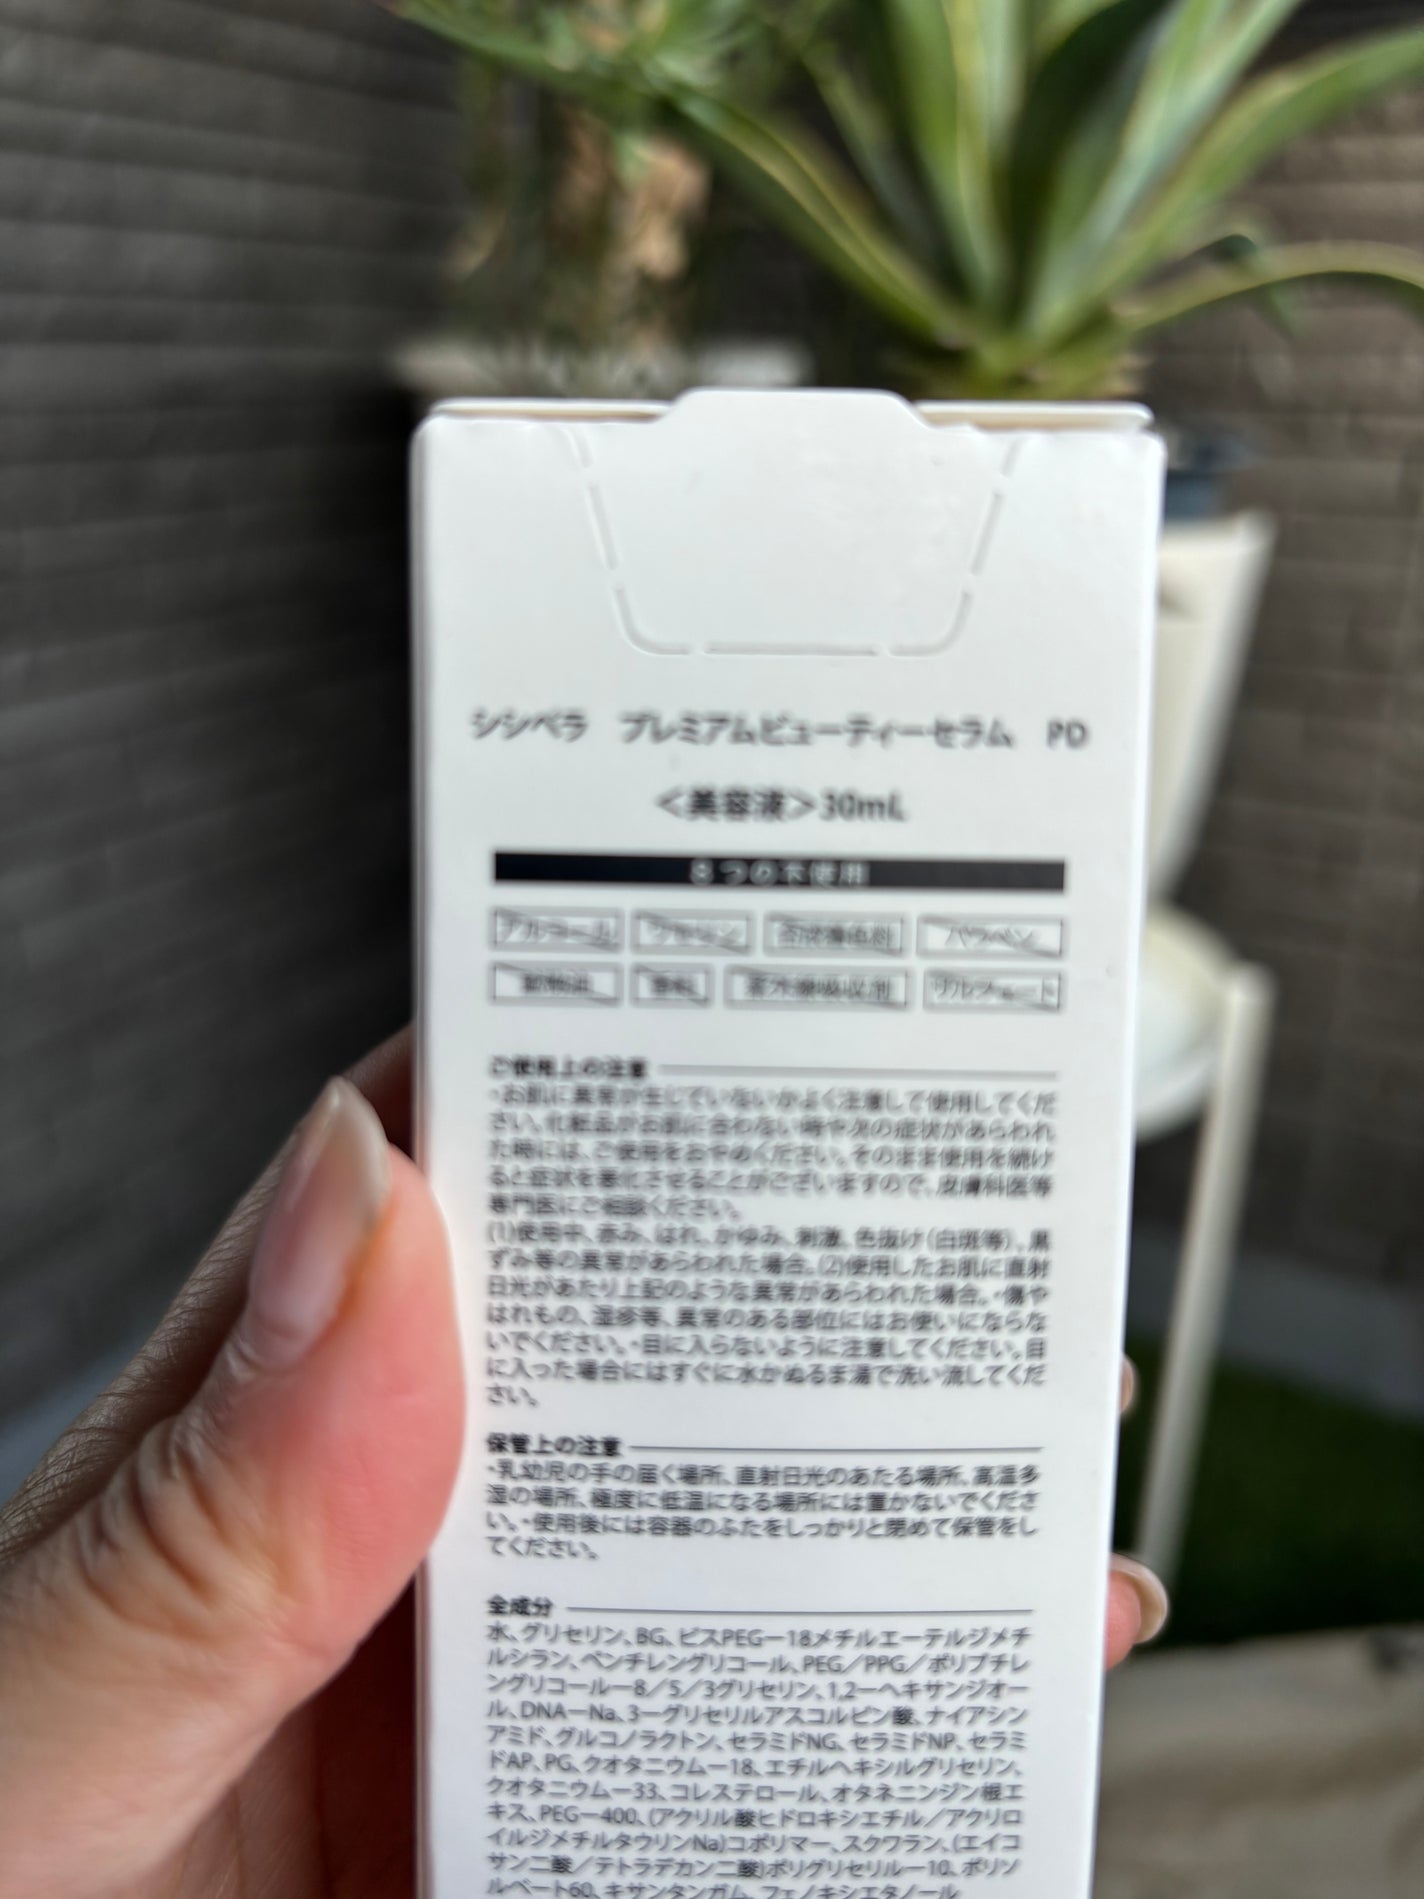 シシベラ　プレミアムビューティーセラム　PD
＜美容液＞30mL
８つの不使用
アルコール ワセリン 合成着色料 パラベン
鉱物油 香料 紫外線吸収剤 サルフェート
ご使用上の注意
・お肌に異常が生じていないかよく注意して使用してくだ
さい。化粧品がお肌に合わない時や次の症状があらわれ
た時には、ご使用をおやめください。そのまま使用を続け
ると症状を悪化させることがございますので、皮膚科医等
専門医にご相談ください。
(1)使用中、赤み、はれ、かゆみ、刺激、色抜け（白斑等）、黒
ずみ等の異常があらわれた場合。(2)使用したお肌に直射
日光があたり上記のような異常があらわれた場合。・傷や
はれもの、湿疹等、異常のある部位にはお使いにならな
いでください。・目に入らないように注意してください。目
に入った場合にはすぐに水かぬるま湯で洗い流してくだ
さい。
保管上の注意
・乳幼児の手の届く場所、直射日光のあたる場所、高温多
湿の場所、極度に低温になる場所には置かないでくださ
い。・使用後には容器のふたをしっかりと閉めて保管をし
てください。
全成分
水、グリセリン、BG、ビスPEGー18メチルエーテルジメチ
ルシラン、ペンチレングリコール、PEG／PPG／ポリブチレ
ングリコールー8／5／3グリセリン、1,2ーヘキサンジオー
ル、DNAーNa、3ーグリセリルアスコルビン酸、ナイアシン
アミド、グルコノラクトン、セラミドNG、セラミドNP、セラミ
ドAP、PG、クオタニウムー18、エチルヘキシルグリセリン、
クオタニウムー33、コレステロール、オタネニンジン根エ
キス、PEGー400、(アクリル酸ヒドロキシエチル／アクリロ
イルジメチルタウリンNa)コポリマー、スクワラン、(エイコ
サン二酸／テトラデカン二酸)ポリグリセリルー10、ポリソ
ルベート60、キサンタンガム、フェノキシエタノール